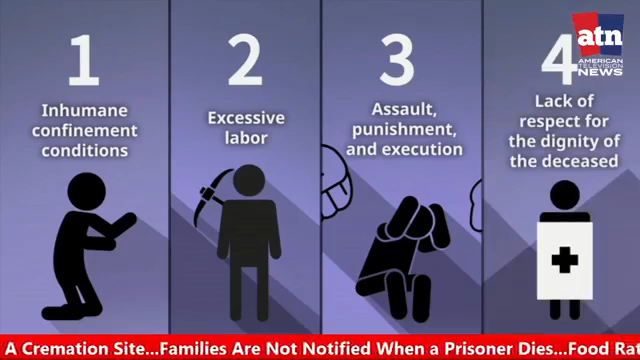 1
Inhumane
confinement
conditions
2
Excessive
labor
3
Assault,
punishment,
and execution
4
Lack of
respect for
the dignity of
the deceased
atn
AMERICAN
TELEVISION
NEWS
A Cremation Site...Families Are Not Notified When a Prisoner Dies...Food Rat